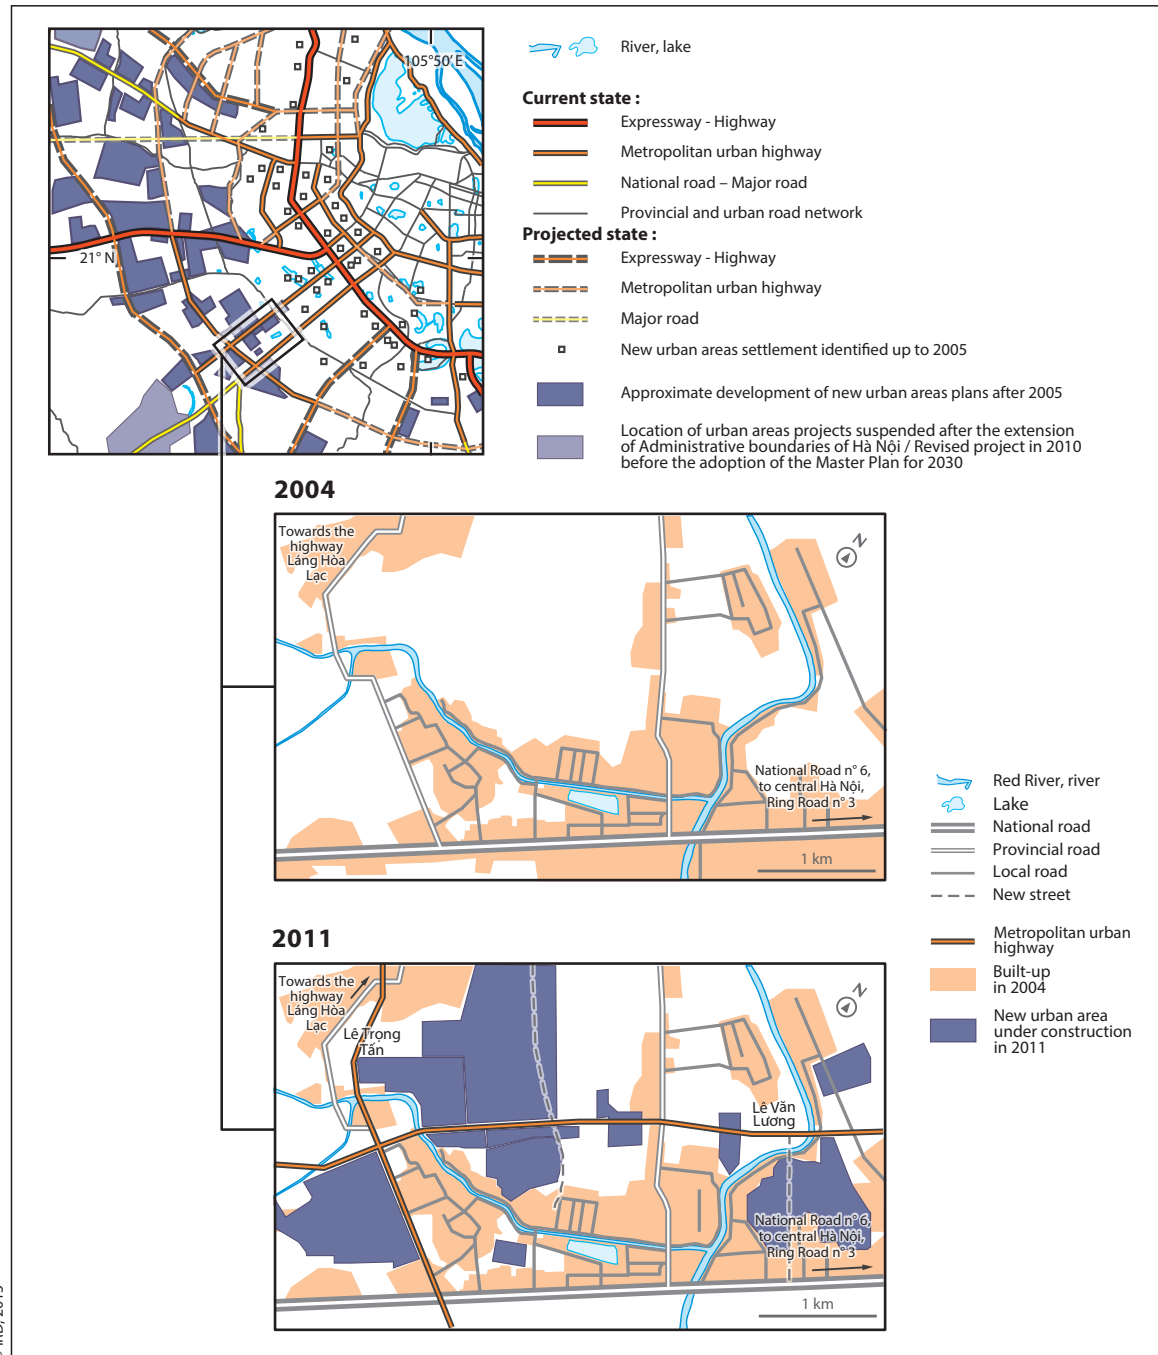 105°50' E
21° N
River, lake
Current state :
Expressway - Highway
Metropolitan urban highway
National road – Major road
Provincial and urban road network
Projected state :
Expressway - Highway
Metropolitan urban highway
Major road
New urban areas settlement identified up to 2005
Approximate development of new urban areas plans after 2005
Location of urban areas projects suspended after the extension
of Administrative boundaries of Hà Nội / Revised project in 2010
before the adoption of the Master Plan for 2030
2004
Towards the
highway
Láng Hòa
Lạc
N
National Road n° 6,
to central Hà Nội,
Ring Road n° 3
1 km
Red River, river
Lake
National road
Provincial road
Local road
New street
Metropolitan urban
highway
Built-up
in 2004
New urban area
under construction
in 2011
2011
Towards the
highway
Láng Hòa
Lạc
Lê Trọng
Tấn
N
Lê Văn
Lương
National Road n° 6,
to central Hà Nội,
Ring Road n° 3
1 km